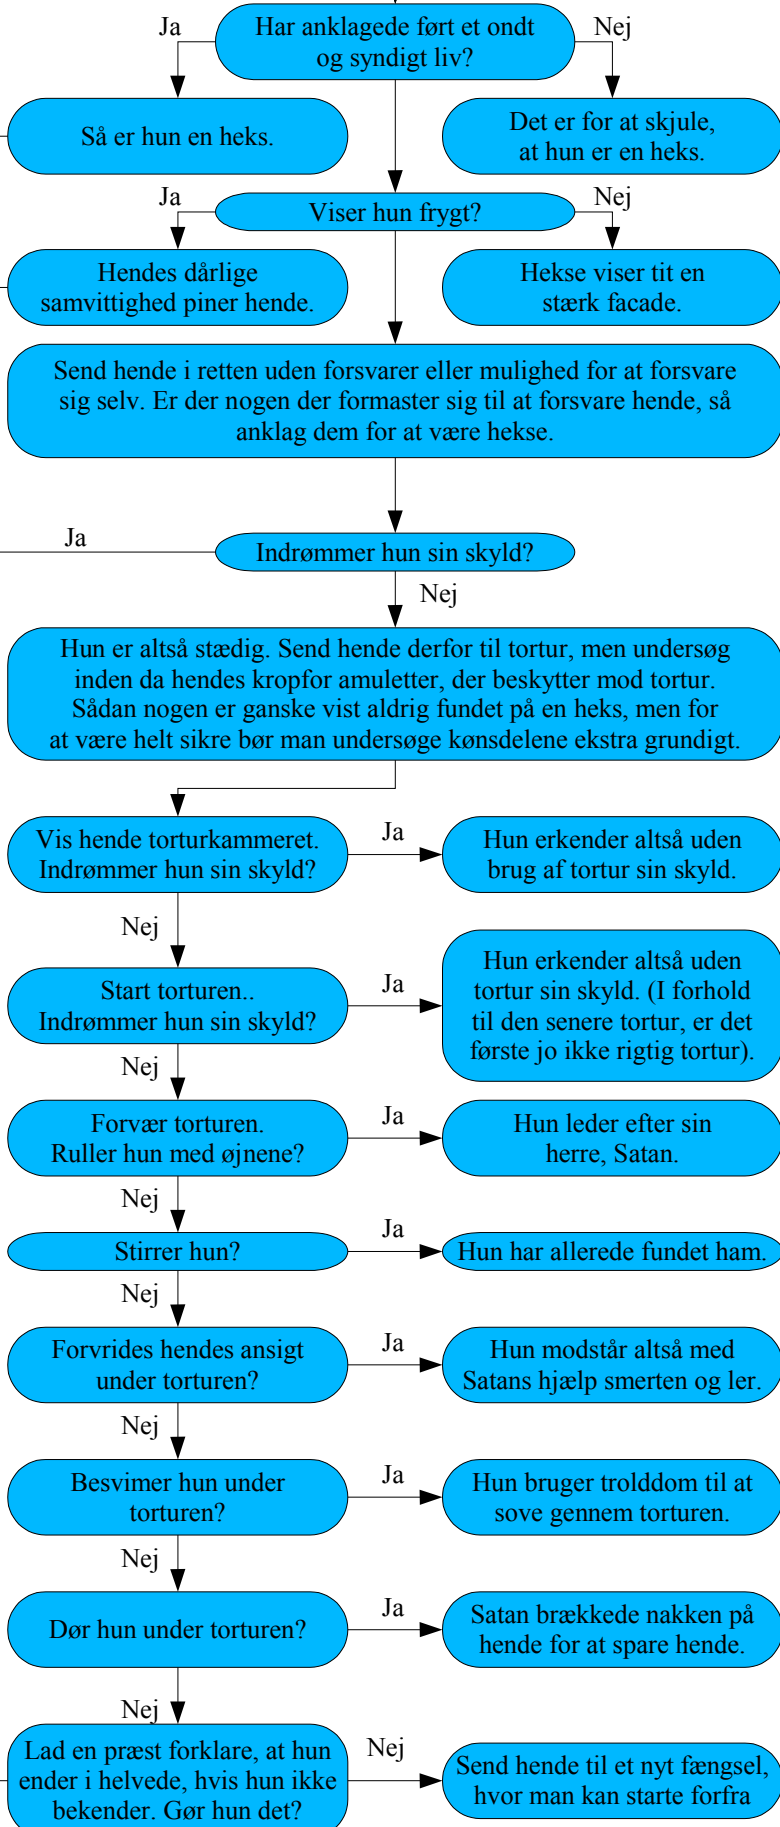 Har anklagede ført et ondt
og syndigt liv?
Ja
Nej
Så er hun en heks.
Det er for at skjule,
at hun er en heks.
Viser hun frygt?
Ja
Nej
Hendes dårlige
samvittighed piner hende.
Hekse viser tit en
stærk facade.
Send hende i retten uden forsvarer eller mulighed for at forsvare
sig selv. Er der nogen der formaster sig til at forsvare hende, så
anklag dem for at være hekse.
Ja
Indrømmer hun sin skyld?
Nej
Hun er altså stædig. Send hende derfor til tortur, men undersøg
inden da hendes kropfor amuletter, der beskytter mod tortur.
Sådan nogen er ganske vist aldrig fundet på en heks, men for
at være helt sikre bør man undersøge kønsdelene ekstra grundigt.
Vis hende torturkammeret.
Indrømmer hun sin skyld?
Ja
Hun erkender altså uden
brug af tortur sin skyld.
Nej
Start torturen..
Indrømmer hun sin skyld?
Ja
Hun erkender altså uden
tortur sin skyld. (I forhold
til den senere tortur, er det
første jo ikke rigtig tortur).
Nej
Forvær torturen.
Ruller hun med øjnene?
Ja
Hun leder efter sin
herre, Satan.
Nej
Stirrer hun?
Ja
Hun har allerede fundet ham.
Nej
Forvrides hendes ansigt
under torturen?
Ja
Hun modstår altså med
Satans hjælp smerten og ler.
Nej
Besvimer hun under
torturen?
Ja
Hun bruger trolddom til at
sove gennem torturen.
Nej
Dør hun under torturen?
Ja
Satan brækkede nakken på
hende for at spare hende.
Nej
Lad en præst forklare, at hun
ender i helvede, hvis hun ikke
bekender. Gør hun det?
Nej
Send hende til et nyt fængsel,
hvor man kan starte forfra